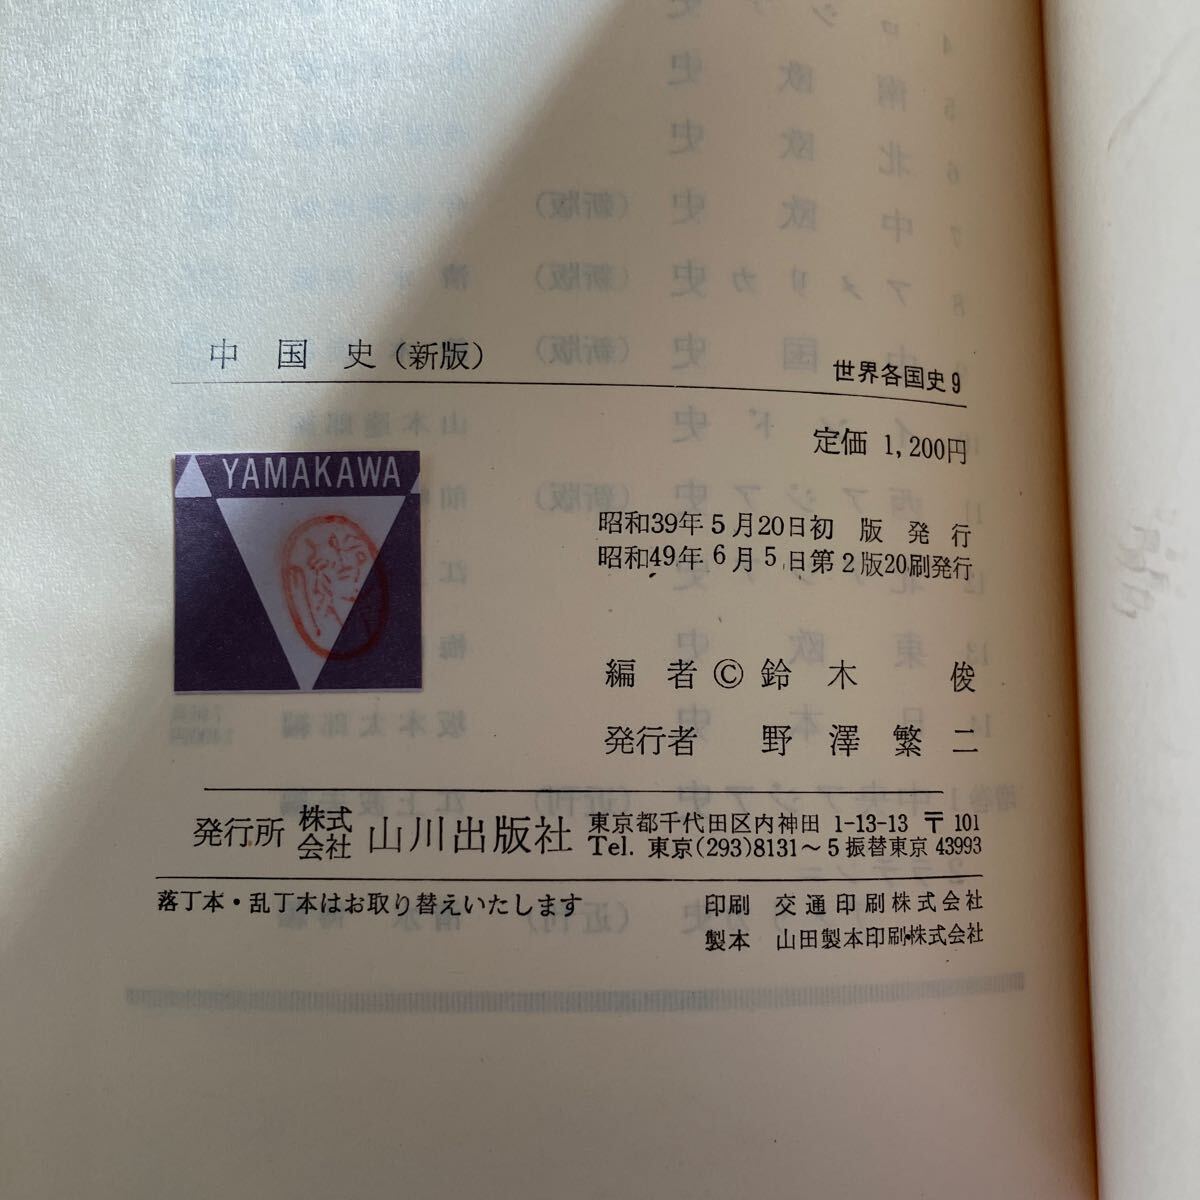 中国史（新版）
世界各国史9
定価 1,200円
YAMAKAWA
昭和39年5月20日初版発行
昭和49年6月5日第2版20刷発行
編者 © 鈴木 俊
発行者 野澤繁二
発行所 株式会社 山川出版社
東京都千代田区内神田 1-13-13 〒101
Tel. 東京(293)8131～5 振替東京 43993
落丁本・乱丁本はお取り替えいたします
印刷 交通印刷株式会社
製本 山田製本印刷・株式会社